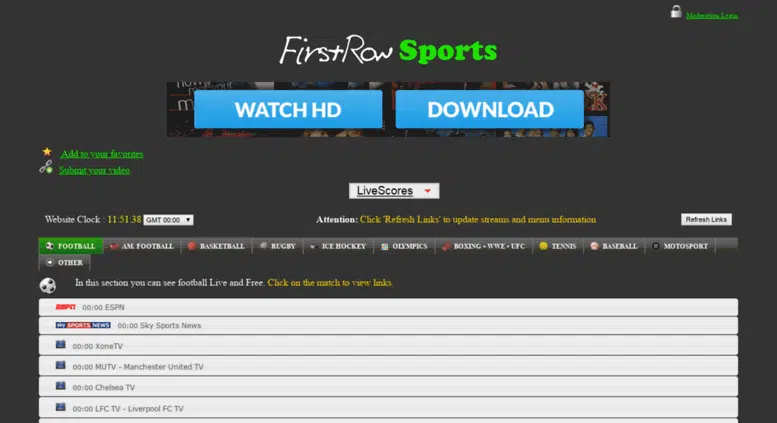 Moderation Login
FirstRow Sports
WATCH HD DOWNLOAD
Add to your favorites
Submit your video
LiveScores
Website Clock : 11:51:38 GMT 00:00 Attention: Click 'Refresh Links' to update streams and menu information Refresh Links
FOOTBALL AM. FOOTBALL BASKETBALL RUGBY ICE HOCKEY OLYMPICS BOXING + WWE + UFC TENNIS BASEBALL MOTOSPORT
OTHER
In this section you can see football Live and Free. Click on the match to view links.
ESPN 00:00 ESPN
sky SPORTS NEWS 00:00 Sky Sports News
00:00 XoneTV
00:00 MUTV - Manchester United TV
00:00 Chelsea TV
00:00 LFC TV - Liverpool FC TV